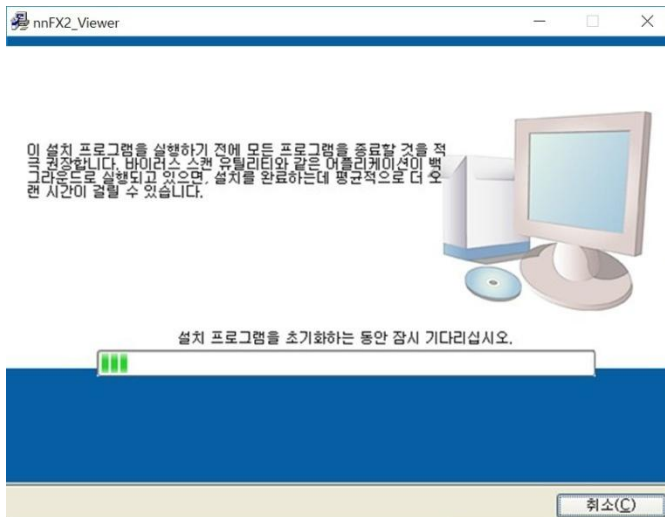 nnFX2_Viewer
이 설치 프로그램을 실행하기 전에 모든 프로그램을 종료할 것을 적
극 권장합니다. 바이러스 스캔 유틸리티와 같은 어플리케이션이 백
그라운드로 실행되고 있으면, 설치를 완료하는데 평균적으로 더 오
랜 시간이 걸릴 수 있습니다.
설치 프로그램을 초기화하는 동안 잠시 기다리십시오.
취소(C)